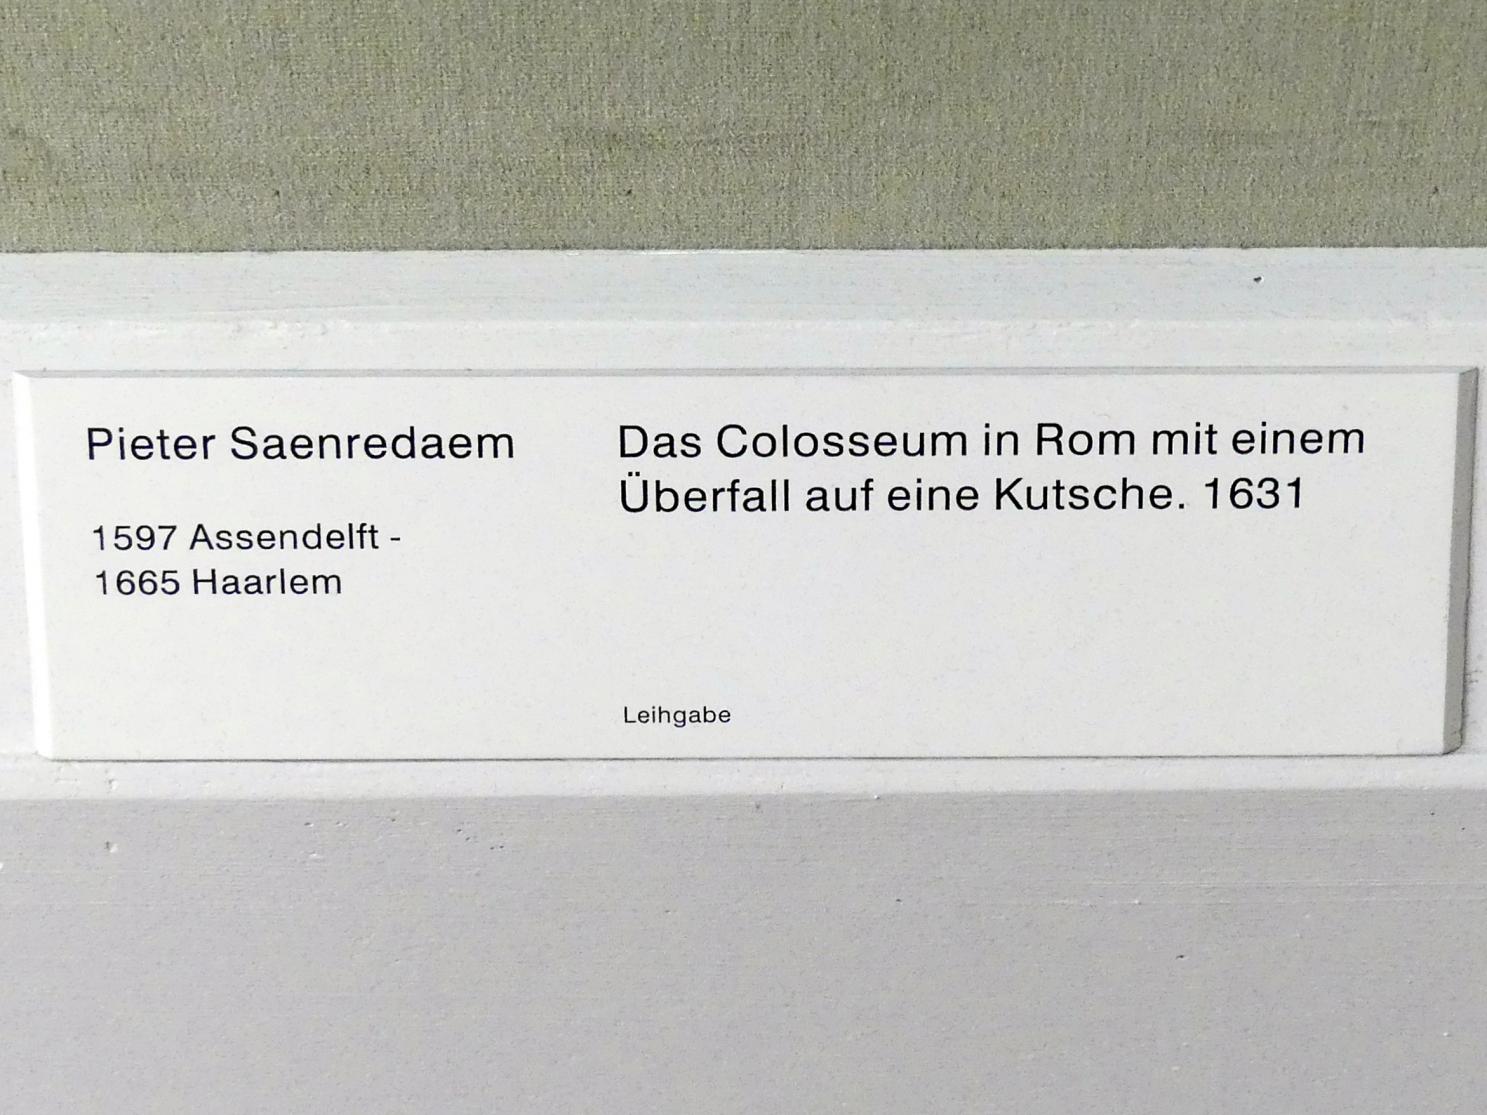 Pieter Saenredaem
1597 Assendelft -
1665 Haarlem
Das Colosseum in Rom mit einem
Überfall auf eine Kutsche. 1631
Leihgabe